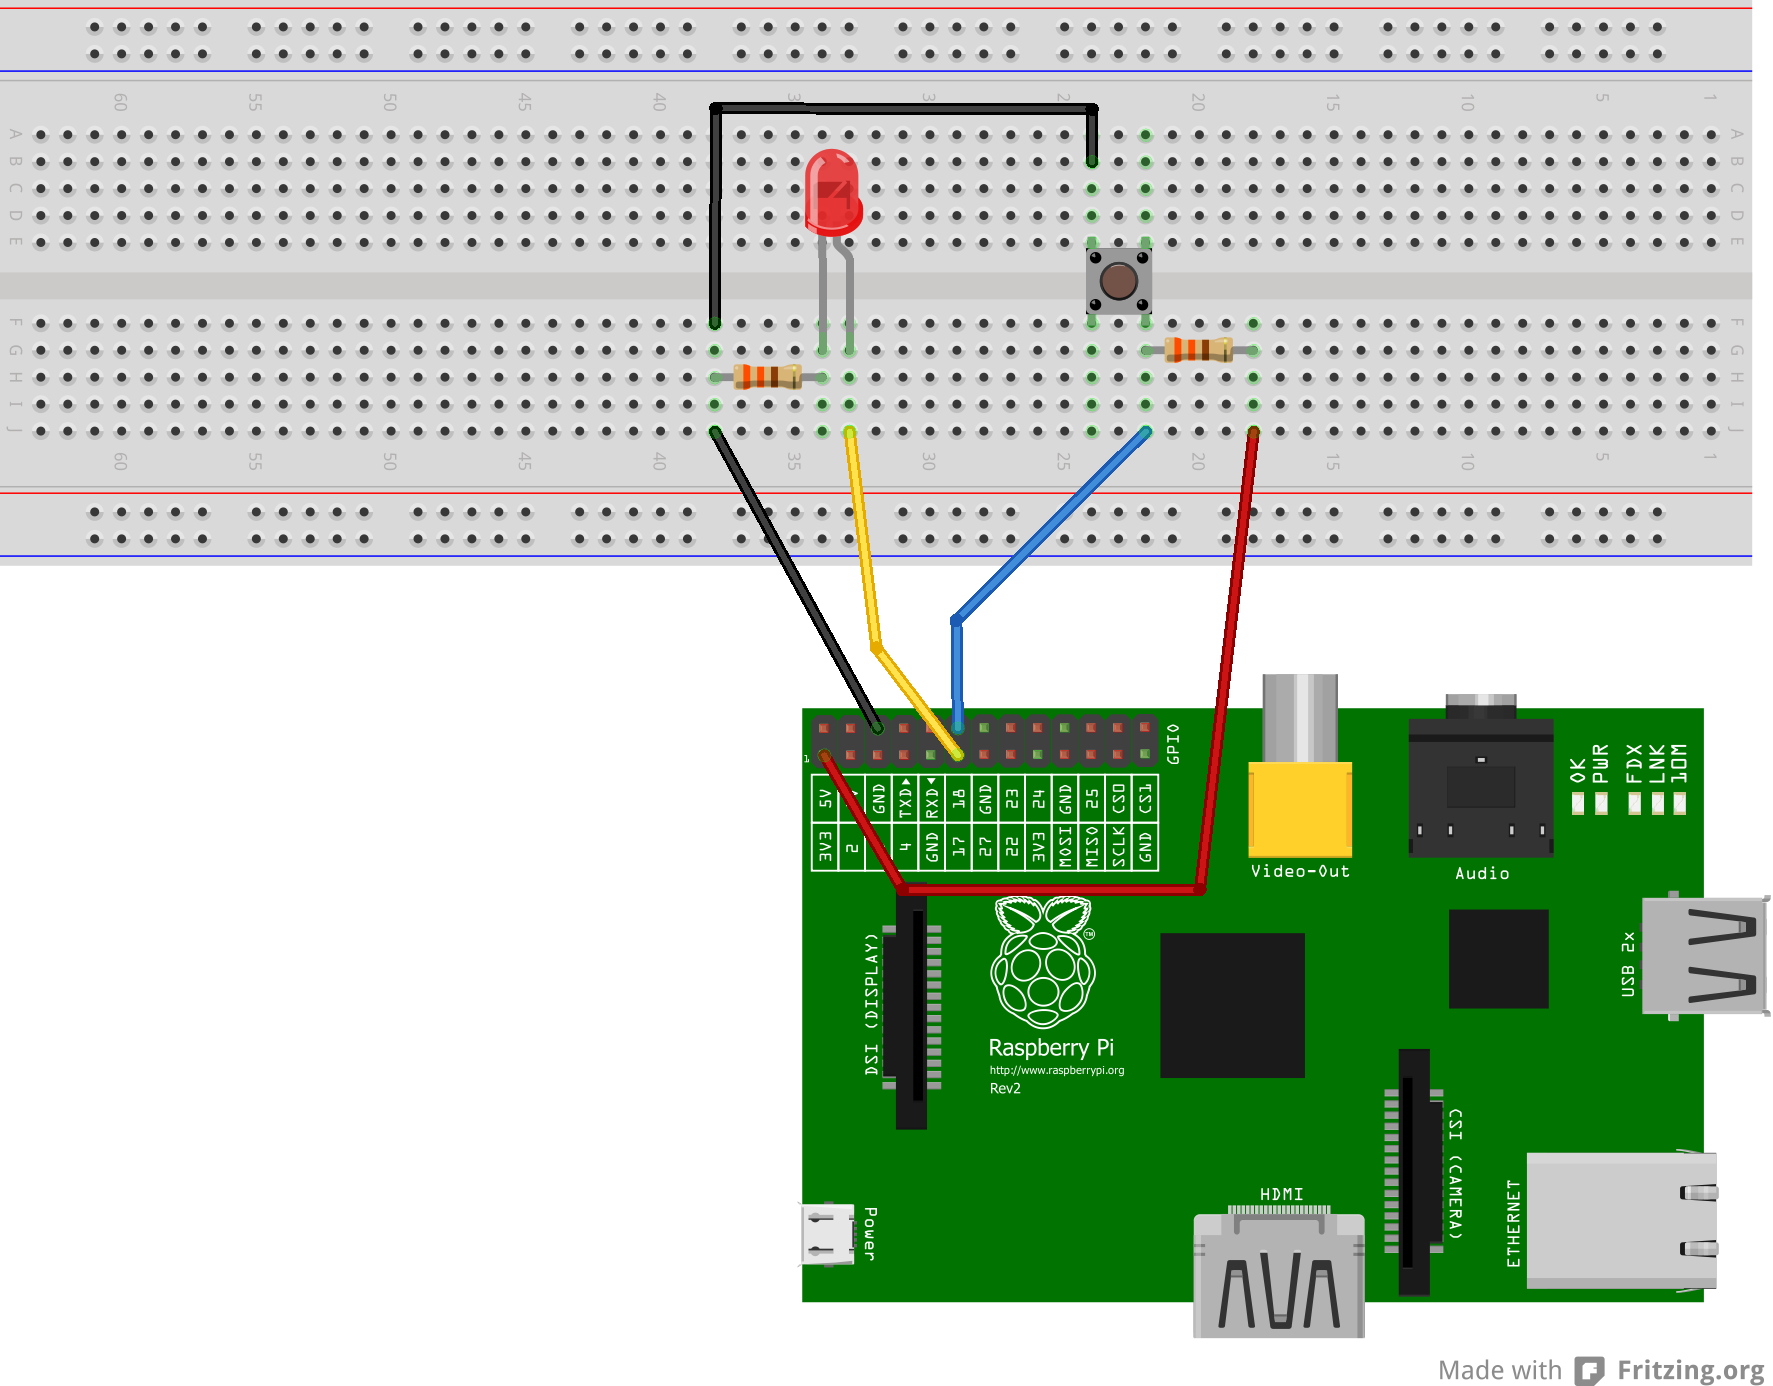 60 55 50 45 40 35 3 2 20 15 10 5 1
A A
B B
C C
D D
E E
F F
G G
H H
I I
J J
60 55 50 45 40 35 30 25 20 15 10 5 1
1
GPIO
5V GND TXD RXD 18 GND 23 24 GND 25 CS0 CS1
3V3 2 4 GND 17 27 22 3V3 MOSI MISO SCLK GND
Video-Out
Audio
OK
PWR
FDX
LNK
10M
USB 2x
DSI (DISPLAY)
TM
Raspberry Pi
http://www.raspberrypi.org
Rev2
CSI (CAMERA)
ETHERNET
HDMI
Power
Made with Fritzing.org